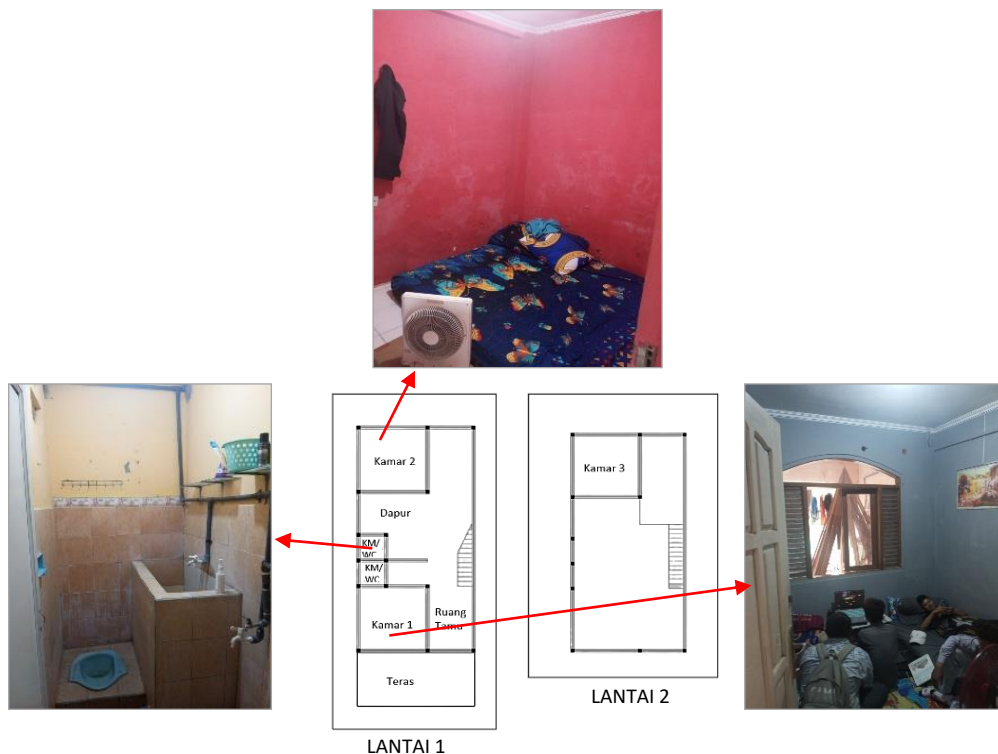 Kamar 2
Dapur
KM/
WC
KM/
WC
Kamar 1
Ruang
Tamu
Teras
LANTAI 1
Kamar 3
LANTAI 2